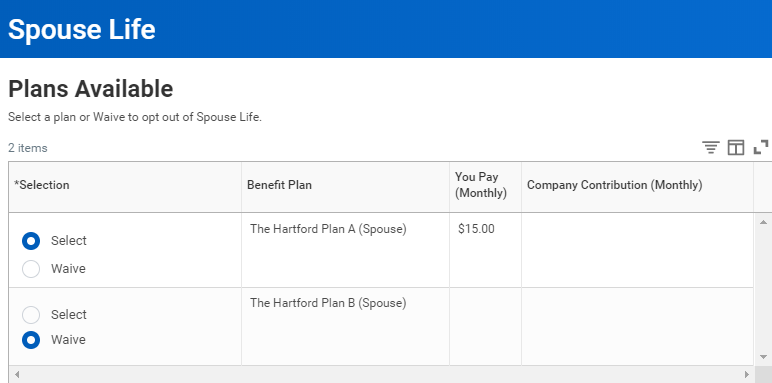 Spouse Life
Plans Available
Select a plan or Waive to opt out of Spouse Life.
2 items
*Selection Benefit Plan You Pay (Monthly) Company Contribution (Monthly)
Select The Hartford Plan A (Spouse) $15.00
Waive
Select The Hartford Plan B (Spouse)
Waive